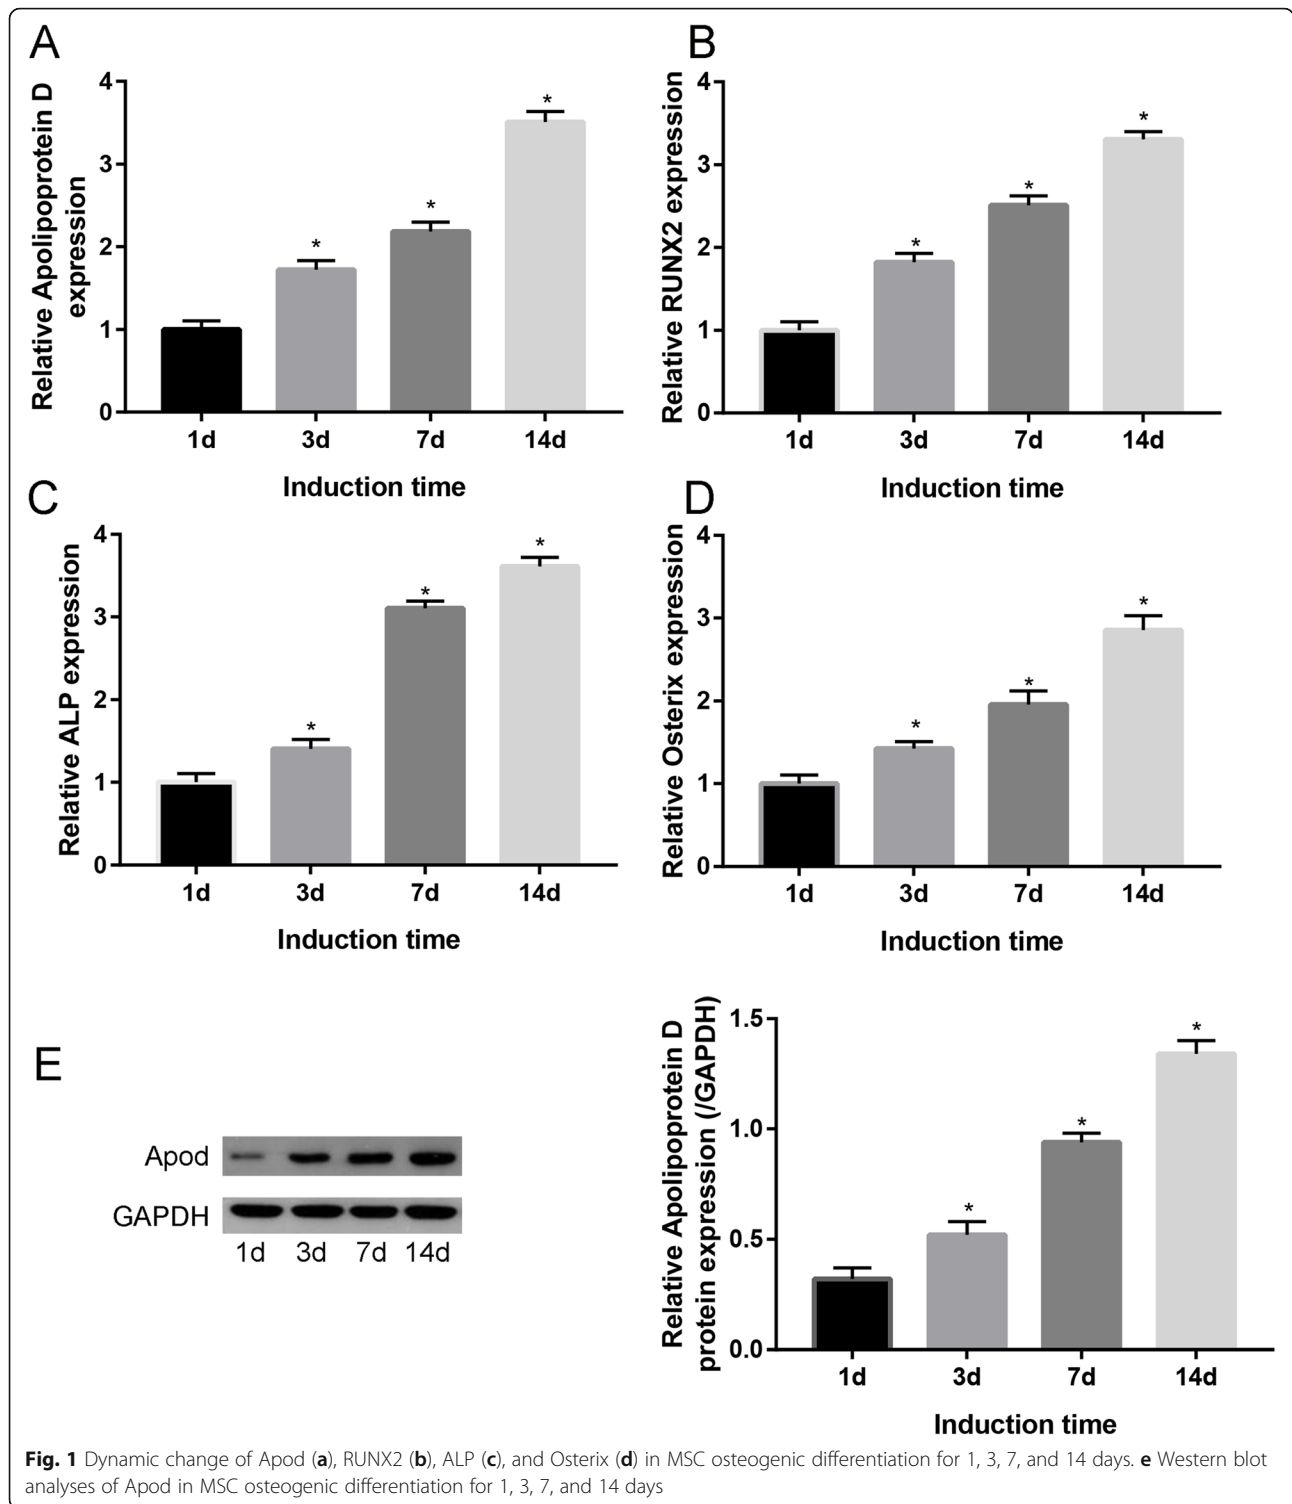 A
Relative Apolipoprotein D
expression
4
3
2
1
0
*
*
*
1d 3d 7d 14d
Induction time
B
Relative RUNX2 expression
4
3
2
1
0
*
*
*
1d 3d 7d 14d
Induction time
C
Relative ALP expression
4
3
2
1
0
*
*
*
1d 3d 7d 14d
Induction time
D
Relative Osterix expression
4
3
2
1
0
*
*
*
1d 3d 7d 14d
Induction time
E
Apod
GAPDH
1d 3d 7d 14d
Relative Apolipoprotein D
protein expression (/GAPDH)
1.5
1.0
0.5
0.0
*
*
*
1d 3d 7d 14d
Induction time
Fig. 1 Dynamic change of Apod (a), RUNX2 (b), ALP (c), and Osterix (d) in MSC osteogenic differentiation for 1, 3, 7, and 14 days. e Western blot
analyses of Apod in MSC osteogenic differentiation for 1, 3, 7, and 14 days